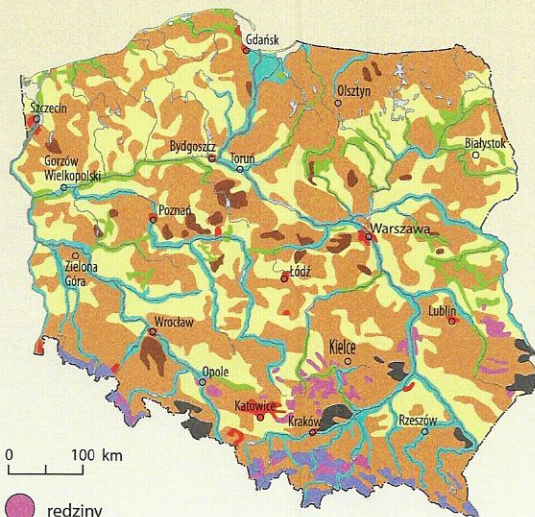 Gdańsk
Olsztyn
Szczecin
Białystok
Bydgoszcz
Toruń
Gorzów
Wielkopolski
Poznań
Warszawa
Zielona
Góra
Łódź
Lublin
Wrocław
Kielce
Opole
Katowice
Kraków
Rzeszów
0 100 km
redziny